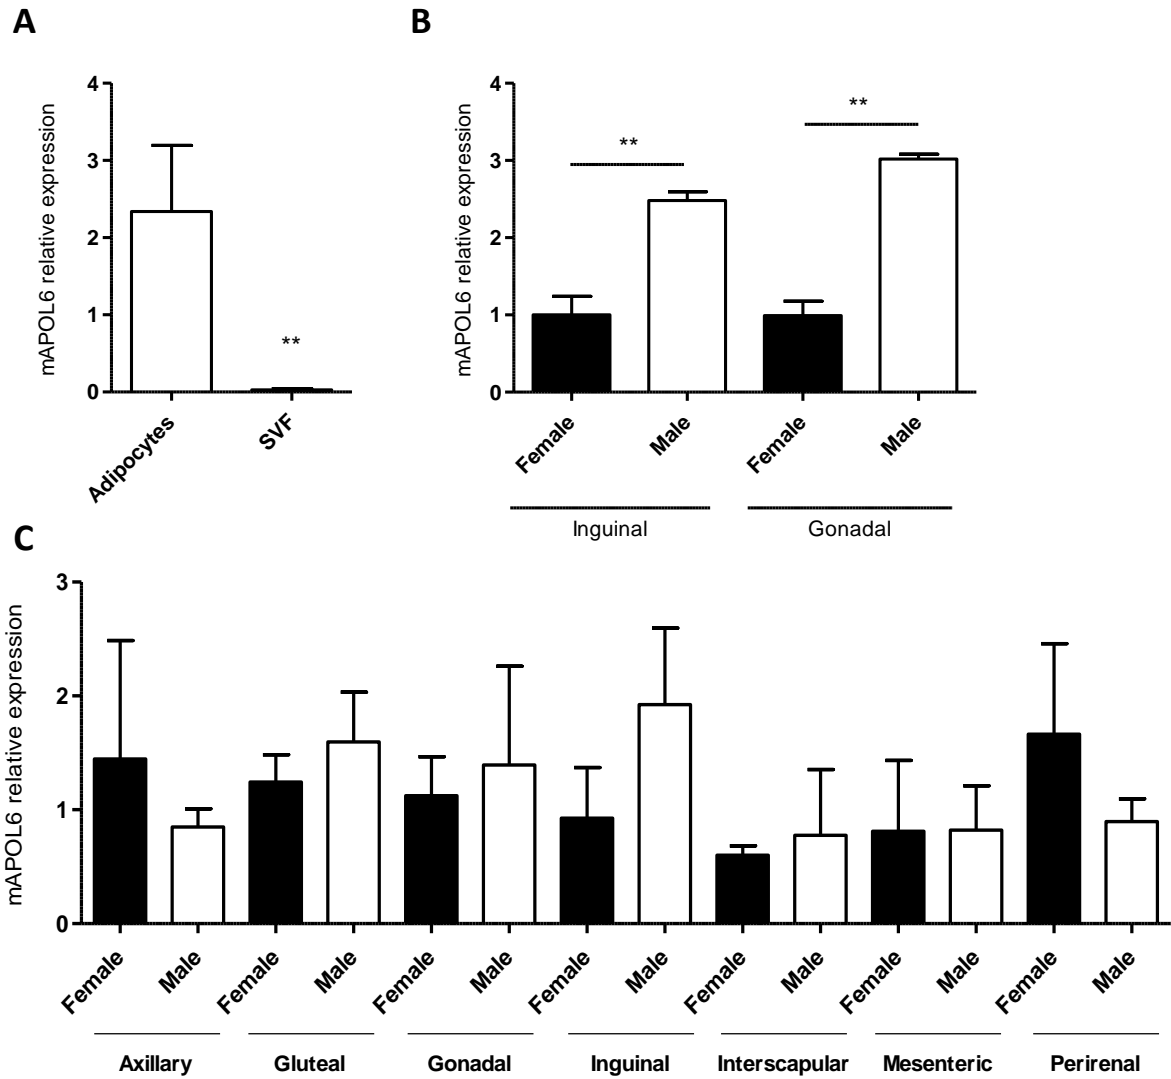 A
B
mAPOL6 relative expression
4
3
2
1
0
**
Adipocytes
SVF
mAPOL6 relative expression
4
3
2
1
0
**
**
Female
Male
Female
Male
Inguinal
Gonadal
C
mAPOL6 relative expression
3
2
1
0
Female
Male
Female
Male
Female
Male
Female
Male
Female
Male
Female
Male
Female
Male
Axillary
Gluteal
Gonadal
Inguinal
Interscapular
Mesenteric
Perirenal